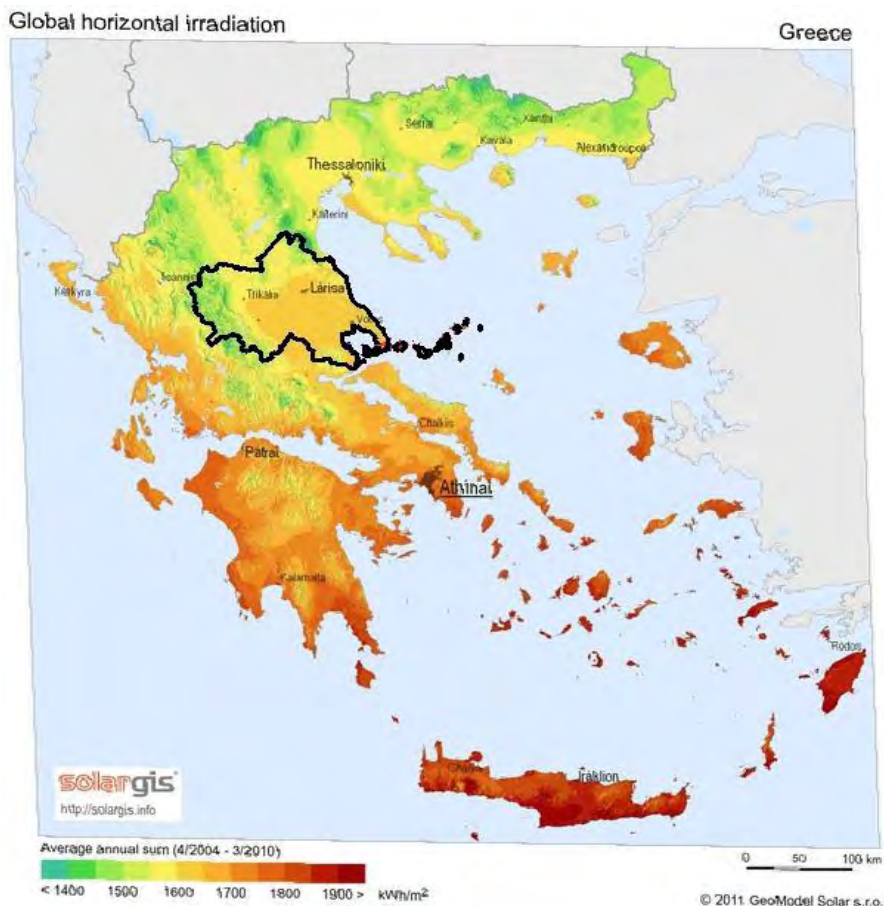 Global horizontal irradiation
Greece
Serrai
Xanthi
Kavala
Alexandroupoli
Thessaloniki
Katerini
Ioannina
Kerkyra
Trikala
Lárisa
Volos
Chalkis
Patrai
Athinai
Kalamata
Rodos
Chania
Iraklion
solargis
http://solargis.info
Average annual sum (4/2004 - 3/2010)
< 1400 1500 1600 1700 1800 1900 > kWh/m²
0 50 100 km
© 2011 GeoModel Solar s.r.o.